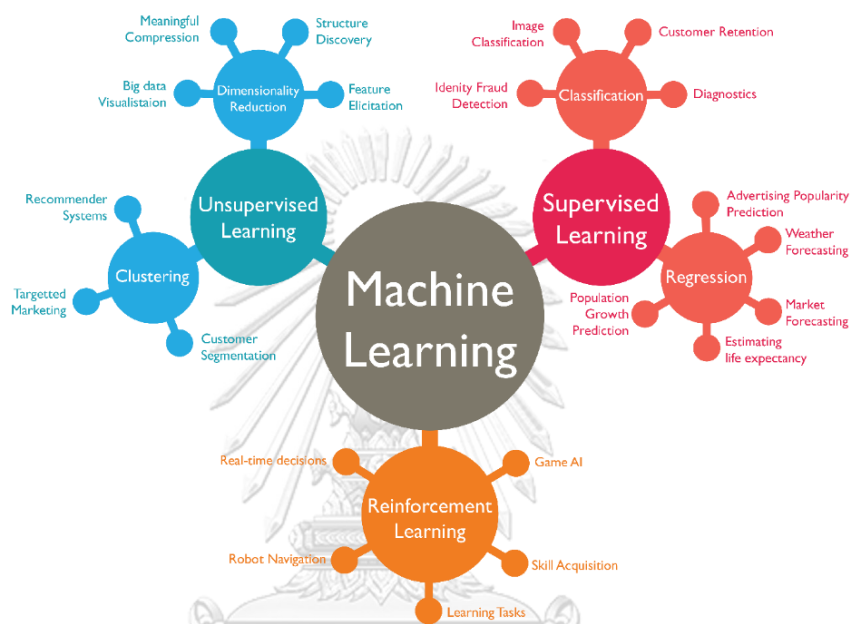 Meaningful
Compression
Structure
Discovery
Big data
Visualistaion
Dimensionality
Reduction
Feature
Elicitation
Image
Classification
Customer Retention
Idenity Fraud
Detection
Classification
Diagnostics
Recommender
Systems
Unsupervised
Learning
Clustering
Targetted
Marketing
Customer
Segmentation
Machine
Learning
Supervised
Learning
Advertising Popularity
Prediction
Weather
Forecasting
Regression
Population
Growth
Prediction
Market
Forecasting
Estimating
life expectancy
Real-time decisions
Game AI
Reinforcement
Learning
Robot Navigation
Skill Acquisition
Learning Tasks